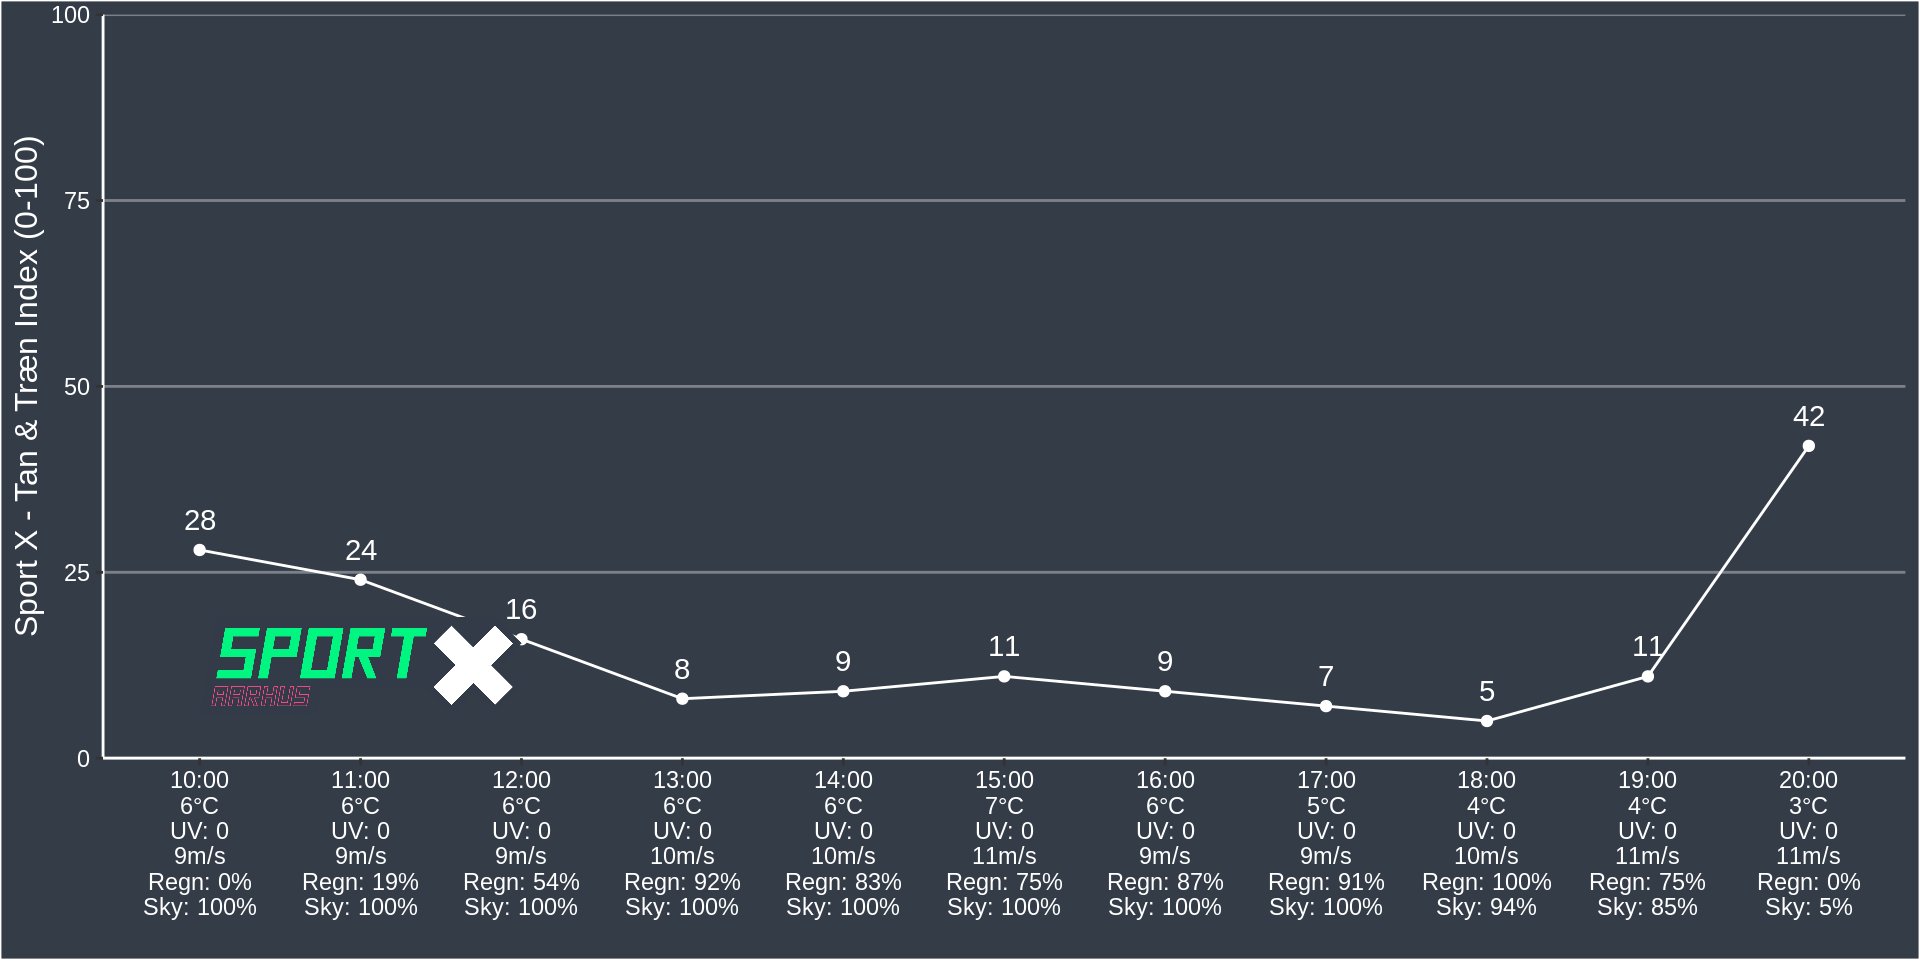 Sport X - Tan & Træn Index (0-100)
100
75
50
25
0
28
24
16
8
9
11
9
7
5
11
42
SPORT X
AARHUS
10:00 11:00 12:00 13:00 14:00 15:00 16:00 17:00 18:00 19:00 20:00
6°C 6°C 6°C 6°C 6°C 7°C 6°C 5°C 4°C 4°C 3°C
UV: 0 UV: 0 UV: 0 UV: 0 UV: 0 UV: 0 UV: 0 UV: 0 UV: 0 UV: 0 UV: 0
9m/s 9m/s 9m/s 10m/s 10m/s 11m/s 9m/s 9m/s 10m/s 11m/s 11m/s
Regn: 0% Regn: 19% Regn: 54% Regn: 92% Regn: 83% Regn: 75% Regn: 87% Regn: 91% Regn: 100% Regn: 75% Regn: 0%
Sky: 100% Sky: 100% Sky: 100% Sky: 100% Sky: 100% Sky: 100% Sky: 100% Sky: 100% Sky: 94% Sky: 85% Sky: 5%